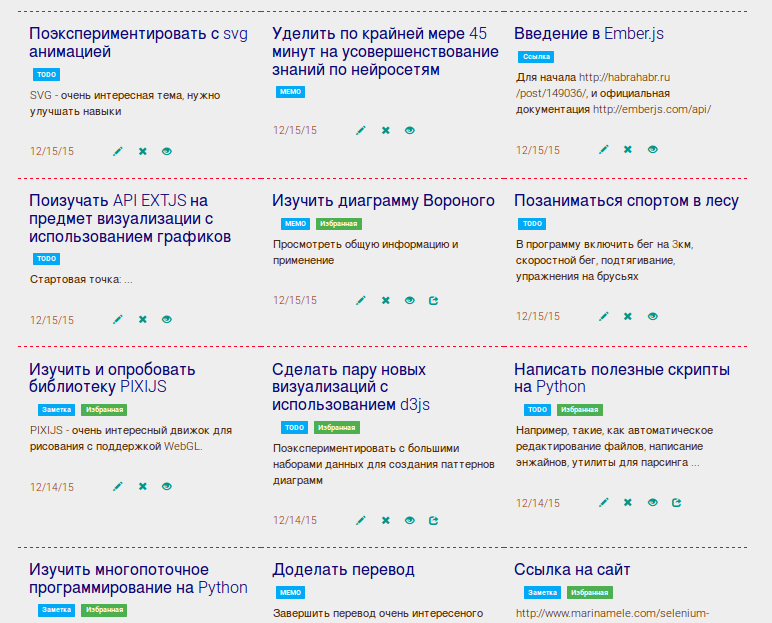 Поэкспериментировать с svg
анимацией
TODO
SVG - очень интересная тема, нужно
улучшать навыки
12/15/15
Уделить по крайней мере 45
минут на усовершенствование
знаний по нейросетям
MEMO
12/15/15
Введение в Ember.js
Ссылка
Для начала http://habrahabr.ru
/post/149036/, и официальная
документация http://emberjs.com/api/
12/15/15
Поизучать API EXTJS на
предмет визуализации с
использованием графиков
TODO
Стартовая точка: ...
12/15/15
Изучить диаграмму Вороного
MEMO Избранная
Просмотреть общую информацию и
применение
12/15/15
Позаниматься спортом в лесу
TODO
В программу включить бег на 3км,
скоростной бег, подтягивание,
упражнения на брусьях
12/15/15
Изучить и опробовать
библиотеку PIXIJS
Заметка Избранная
PIXIJS - очень интересный движок для
рисования с поддержкой WebGL.
12/14/15
Сделать пару новых
визуализаций с
использованием d3js
TODO Избранная
Поэкспериментировать с большими
наборами данных для создания паттернов
диаграмм
12/14/15
Написать полезные скрипты
на Python
TODO Избранная
Например, такие, как автоматическое
редактирование файлов, написание
энжайнов, утилиты для парсинга ...
12/14/15
Изучить многопоточное
программирование на Python
Заметка Избранная
Доделать перевод
MEMO
Завершить перевод очень интересеного
Ссылка на сайт
Заметка Избранная
http://www.marinamele.com/selenium-